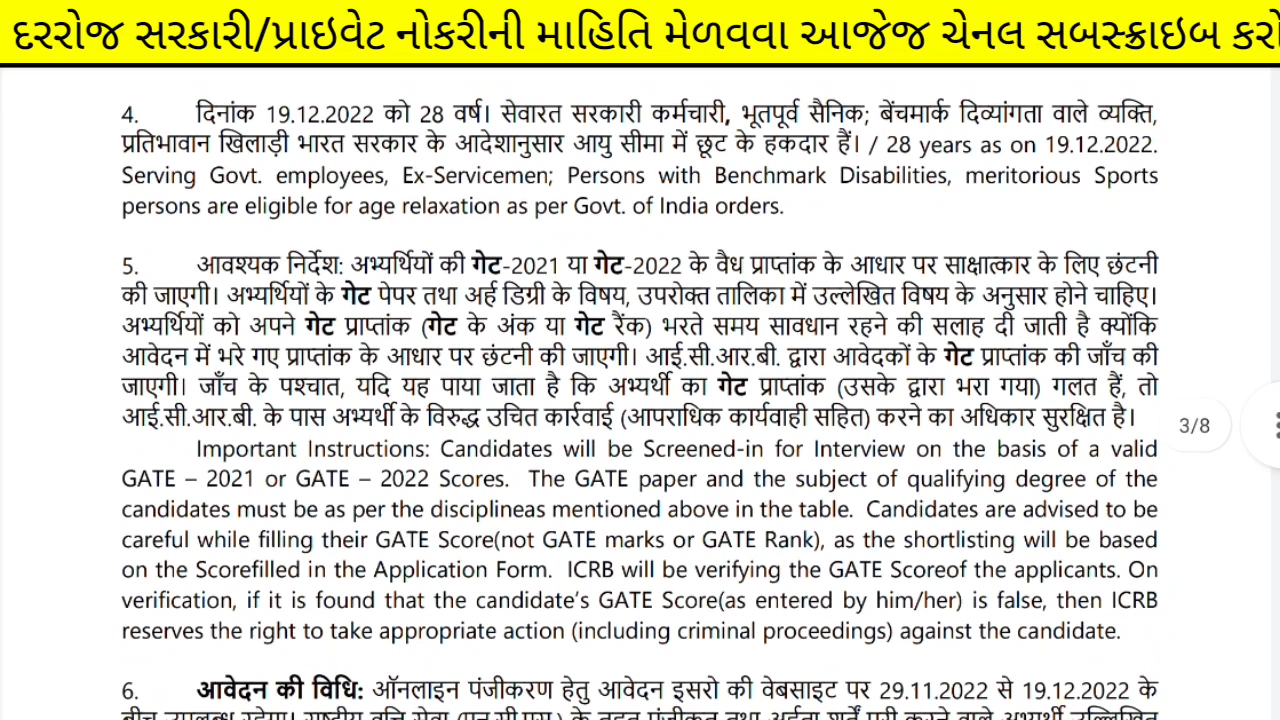 દરરોજ સરકારી/પ્રાઇવેટ નોકરીની માહિતિ મેળવવા આજેજ ચેનલ સબસ્ક્રાઇબ કરો
4. दिनांक 19.12.2022 को 28 वर्ष। सेवारत सरकारी कर्मचारी, भूतपूर्व सैनिक; बेंचमार्क दिव्यांगता वाले व्यक्ति,
प्रतिभावान खिलाड़ी भारत सरकार के आदेशानुसार आयु सीमा में छूट के हकदार हैं। / 28 years as on 19.12.2022.
Serving Govt. employees, Ex-Servicemen; Persons with Benchmark Disabilities, meritorious Sports
persons are eligible for age relaxation as per Govt. of India orders.
5. आवश्यक निर्देश: अभ्यर्थियों की गेट-2021 या गेट-2022 के वैध प्राप्तांक के आधार पर साक्षात्कार के लिए छंटनी
की जाएगी। अभ्यर्थियों के गेट पेपर तथा अर्ह डिग्री के विषय, उपरोक्त तालिका में उल्लेखित विषय के अनुसार होने चाहिए।
अभ्यर्थियों को अपने गेट प्राप्तांक (गेट के अंक या गेट रैंक) भरते समय सावधान रहने की सलाह दी जाती है क्योंकि
आवेदन में भरे गए प्राप्तांक के आधार पर छंटनी की जाएगी। आई.सी.आर.बी. द्वारा आवेदकों के गेट प्राप्तांक की जाँच की
जाएगी। जाँच के पश्चात, यदि यह पाया जाता है कि अभ्यर्थी का गेट प्राप्तांक (उसके द्वारा भरा गया) गलत हैं, तो
आई.सी.आर.बी. के पास अभ्यर्थी के विरुद्ध उचित कार्रवाई (आपराधिक कार्यवाही सहित) करने का अधिकार सुरक्षित है।
3/8
Important Instructions: Candidates will be Screened-in for Interview on the basis of a valid
GATE – 2021 or GATE – 2022 Scores. The GATE paper and the subject of qualifying degree of the
candidates must be as per the disciplineas mentioned above in the table. Candidates are advised to be
careful while filling their GATE Score(not GATE marks or GATE Rank), as the shortlisting will be based
on the Scorefilled in the Application Form. ICRB will be verifying the GATE Scoreof the applicants. On
verification, if it is found that the candidate's GATE Score(as entered by him/her) is false, then ICRB
reserves the right to take appropriate action (including criminal proceedings) against the candidate.
6. आवेदन की विधि: ऑनलाइन पंजीकरण हेतु आवेदन इसरो की वेबसाइट पर 29.11.2022 से 19.12.2022 के